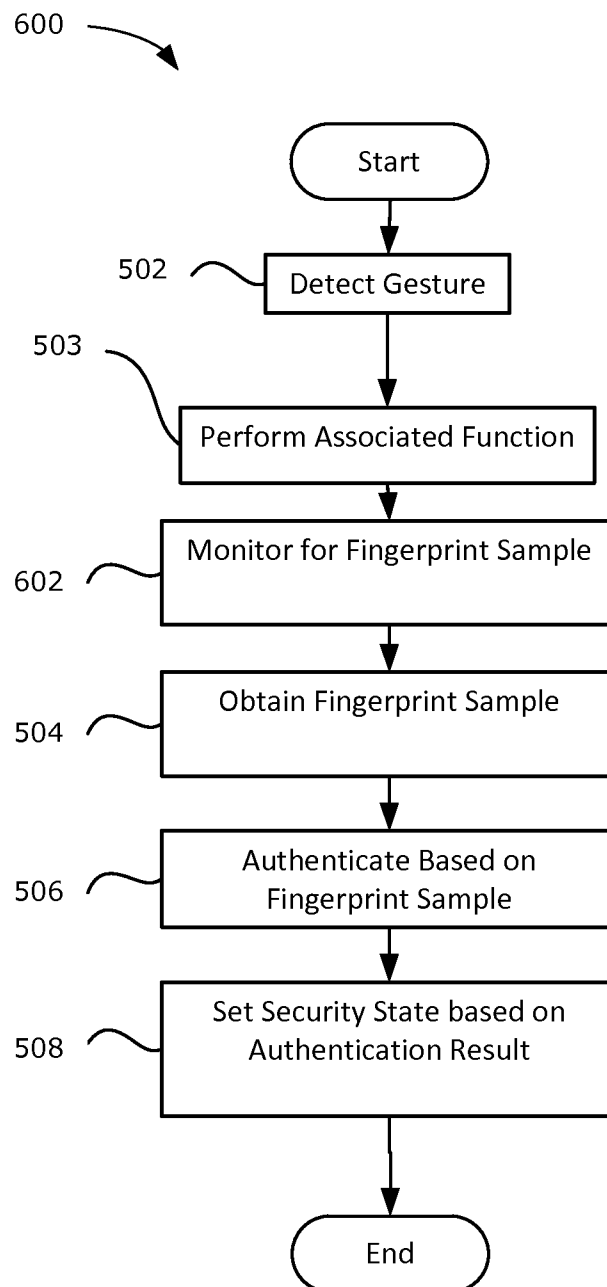 600
Start
502
Detect Gesture
503
Perform Associated Function
Monitor for Fingerprint Sample
602
Obtain Fingerprint Sample
504
Authenticate Based on
Fingerprint Sample
506
Set Security State based on
Authentication Result
508
End